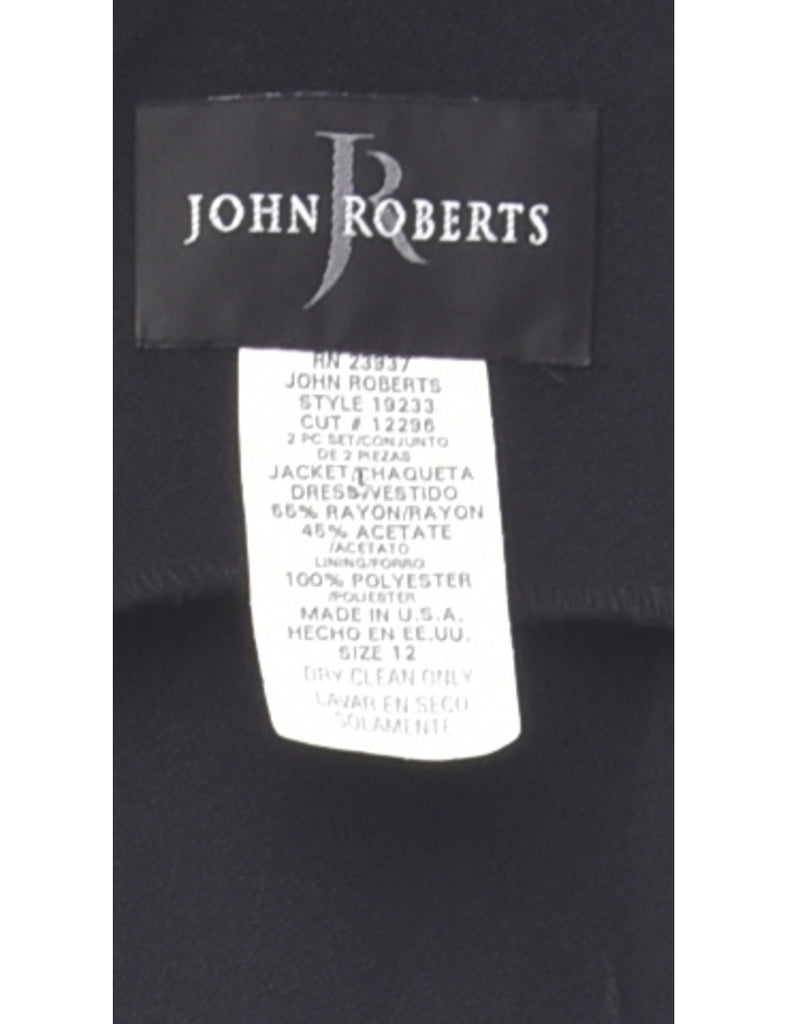 JOHN ROBERTS
RN 23937
JOHN ROBERTS
STYLE 19233
CUT # 12296
2 PC SET/CONJUNTO
DE 2 PIEZAS
JACKET/CHAQUETA
DRESS/VESTIDO
55% RAYON/RAYON
45% ACETATE
/ACETATO
LINING/FORRO
100% POLYESTER
/POLIESTER
MADE IN U.S.A.
HECHO EN EE.UU.
SIZE 12
DRY CLEAN ONLY
LAVAR EN SECO
SOLAMENTE